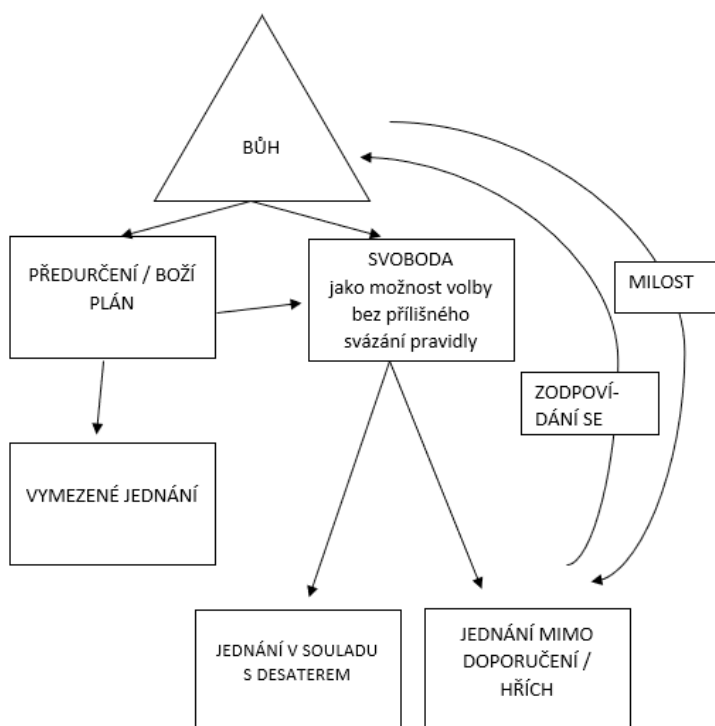 BŮH
PŘEDURČENÍ / BOŽÍ
PLÁN
SVOBODA
jako možnost volby
bez přílišného
svázání pravidly
MILOST
ZODPOVÍ-
DÁNÍ SE
VYMEZENÉ JEDNÁNÍ
JEDNÁNÍ V SOULADU
S DESATEREM
JEDNÁNÍ MIMO
DOPORUČENÍ /
HŘÍCH